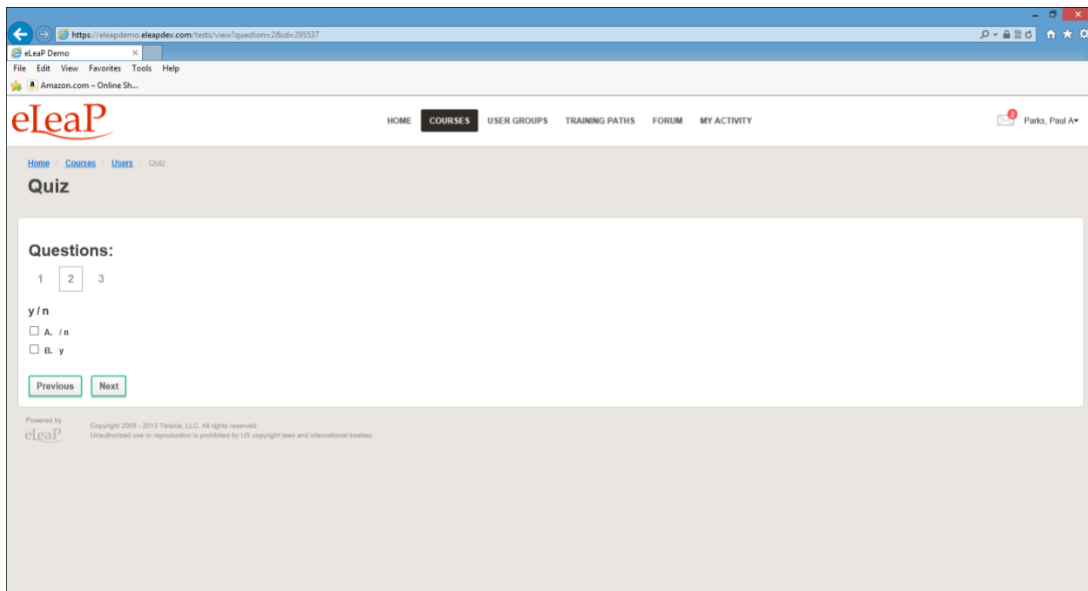 https://eleapdemo.eleapdev.com/tests/view?question=2&id=295537
eLeaP Demo
File Edit View Favorites Tools Help
Amazon.com – Online Sh...
eLeaP HOME COURSES USER GROUPS TRAINING PATHS FORUM MY ACTIVITY 2 Parks, Paul A
Home / Courses / Users / Quiz
Quiz
Questions:
1 2 3
y / n
A. / n
B. y
Previous Next
Powered by
eLeaP
Copyright 2005 - 2013 Telania, LLC. All rights reserved.
Unauthorized use or reproduction is prohibited by US copyright laws and international treaties.